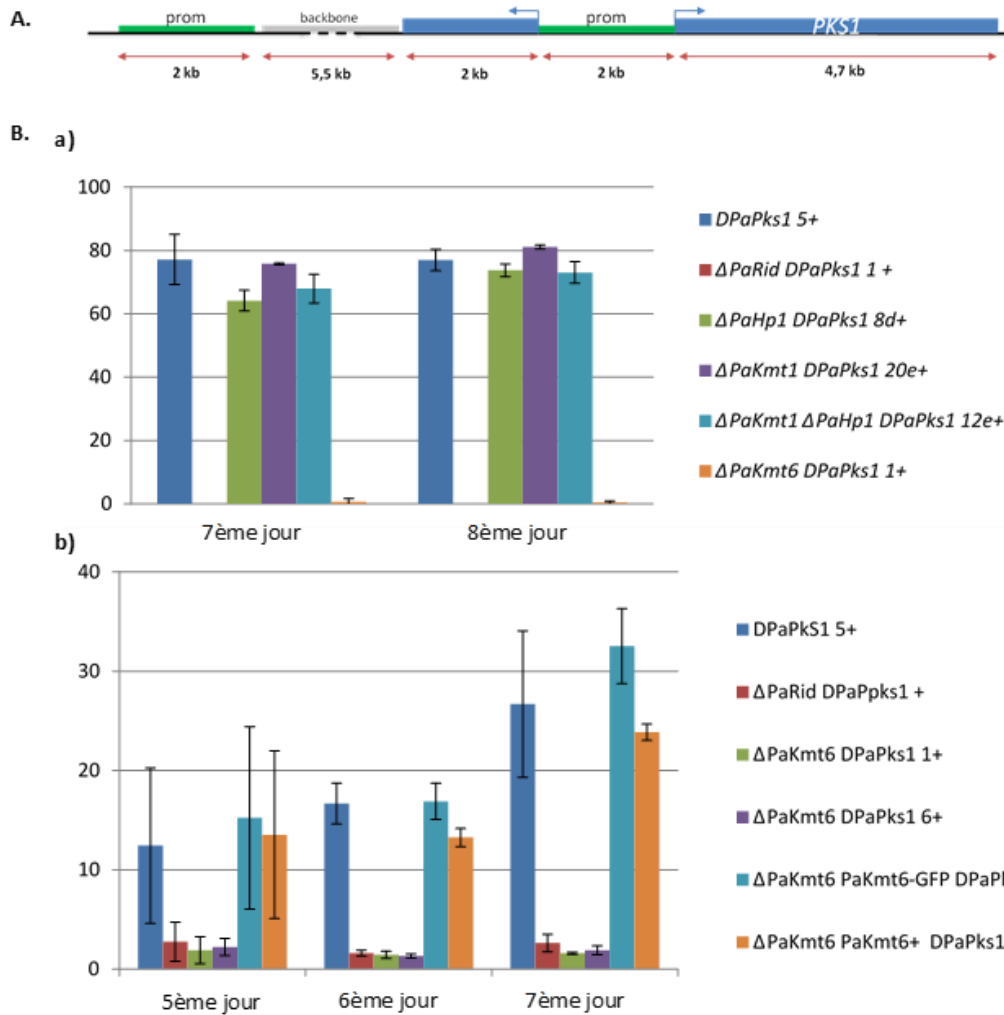 A.
prom
backbone
prom
PKS1
2 kb
5,5 kb
2 kb
2 kb
4,7 kb
B.
a)
100
80
60
40
20
0
7ème jour
8ème jour
DPaPks1 5+
ΔPaRid DPaPks1 1 +
ΔPaHp1 DPaPks1 8d+
ΔPaKmt1 DPaPks1 20e+
ΔPaKmt1 ΔPaHp1 DPaPks1 12e+
ΔPaKmt6 DPaPks1 1+
b)
40
30
20
10
0
5ème jour
6ème jour
7ème jour
DPaPkS1 5+
ΔPaRid DPaPpks1 +
ΔPaKmt6 DPaPks1 1+
ΔPaKmt6 DPaPks1 6+
ΔPaKmt6 PaKmt6-GFP DPaP
ΔPaKmt6 PaKmt6+ DPaPks1